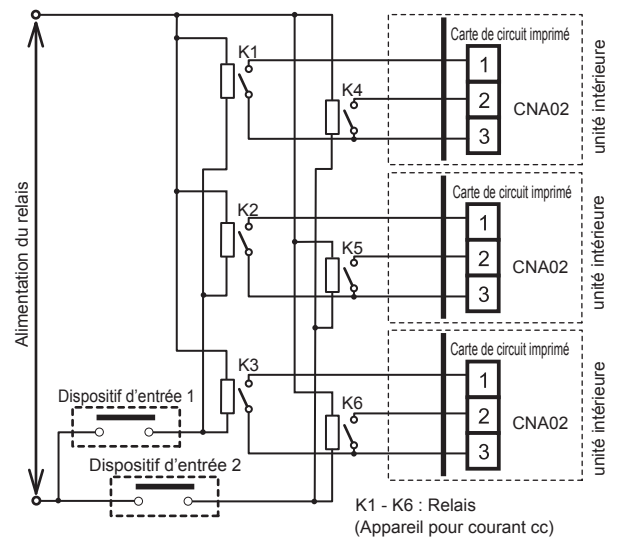 Alimentation du relais
K1
K4
Carte de circuit imprimé
1
2
3
CNA02
unité intérieure
K2
K5
Carte de circuit imprimé
1
2
3
CNA02
unité intérieure
K3
K6
Carte de circuit imprimé
1
2
3
CNA02
unité intérieure
Dispositif d'entrée 1
Dispositif d'entrée 2
K1 - K6 : Relais
(Appareil pour courant cc)